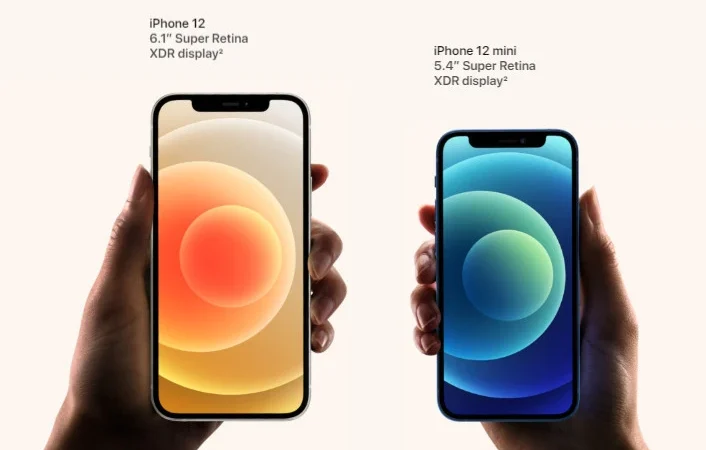 iPhone 12
6.1″ Super Retina
XDR display²
iPhone 12 mini
5.4″ Super Retina
XDR display²